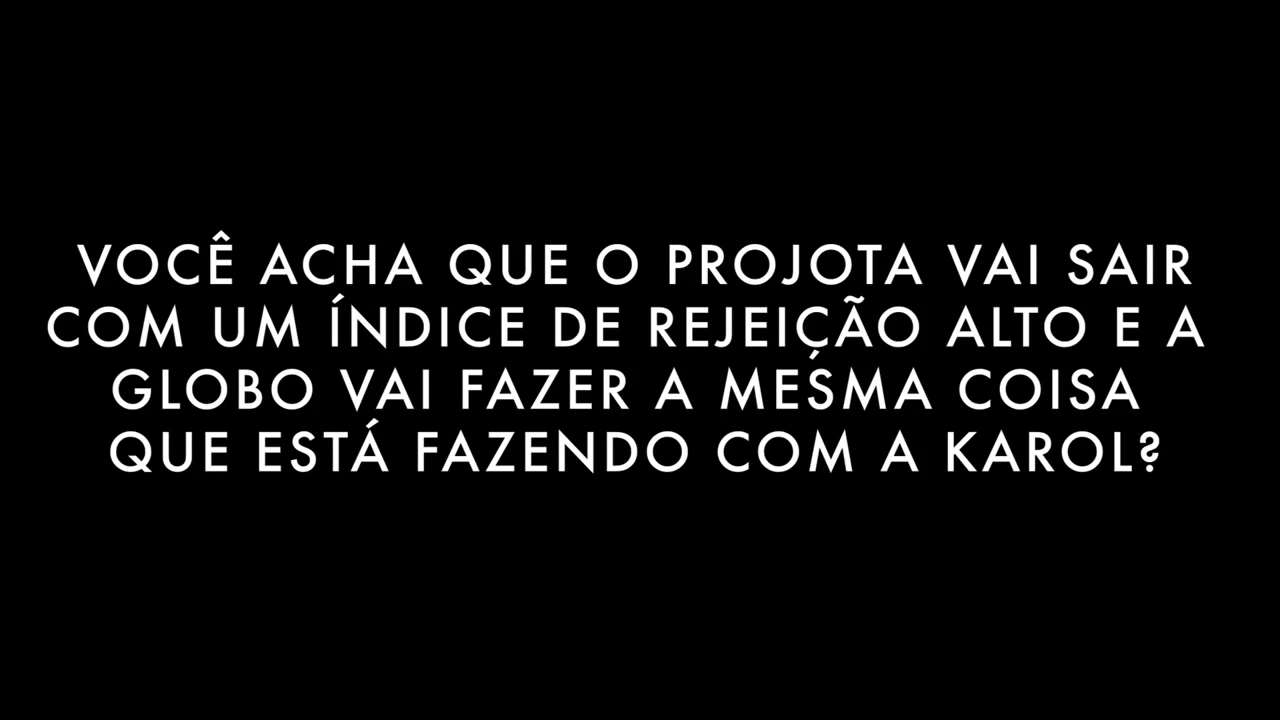 VOCÊ ACHA QUE O PROJOTA VAI SAIR
COM UM ÍNDICE DE REJEIÇÃO ALTO E A
GLOBO VAI FAZER A MESMA COISA
QUE ESTÁ FAZENDO COM A KAROL?